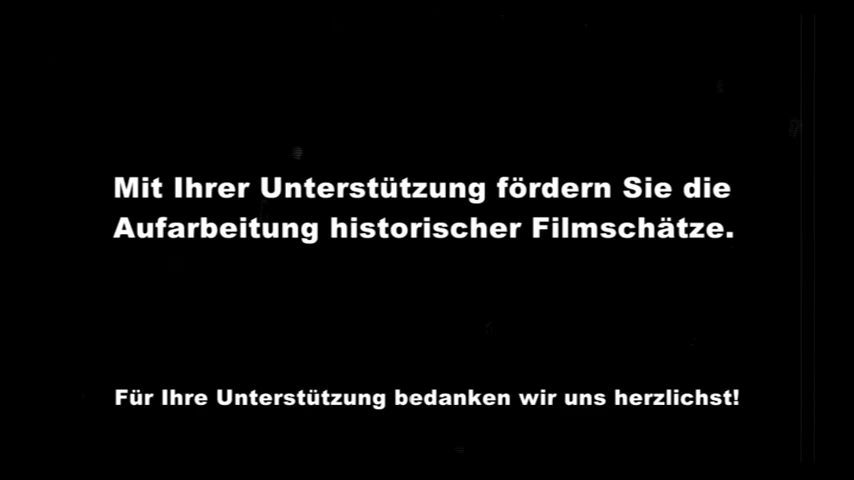 Mit Ihrer Unterstützung fördern Sie die
Aufarbeitung historischer Filmschätze.
Für Ihre Unterstützung bedanken wir uns herzlichst!